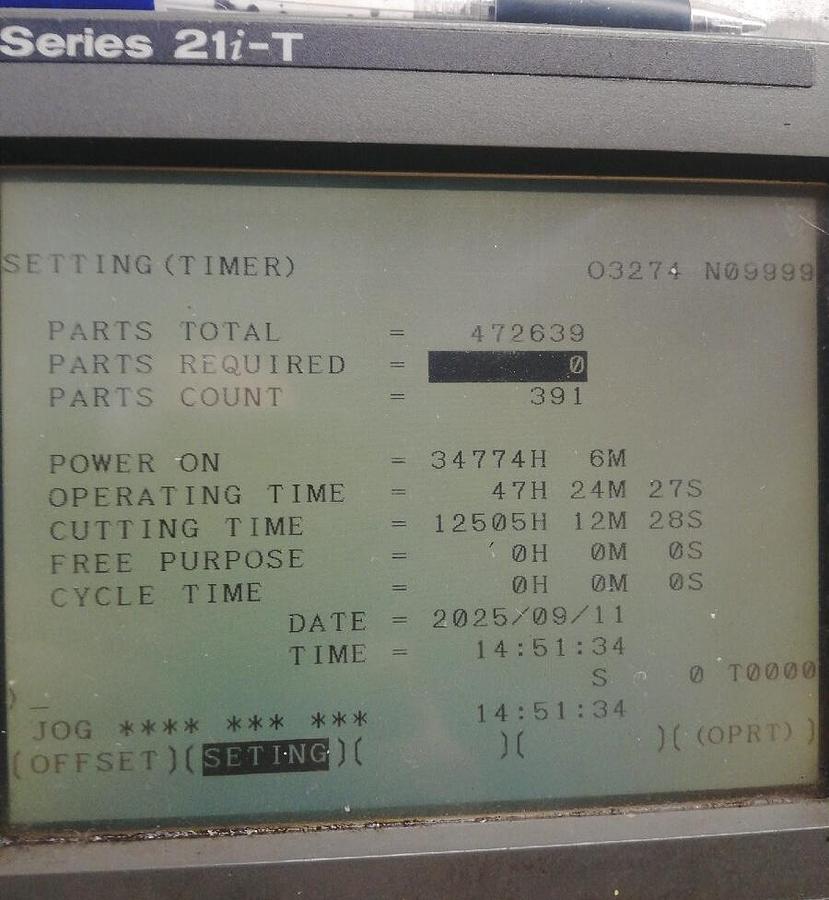 Series 21i-T
SETTING(TIMER) O3274 N09999
PARTS TOTAL = 472639
PARTS REQUIRED = 0
PARTS COUNT = 391
POWER ON = 34774H 6M
OPERATING TIME = 47H 24M 27S
CUTTING TIME = 12505H 12M 28S
FREE PURPOSE = 0H 0M 0S
CYCLE TIME = 0H 0M 0S
DATE = 2025/09/11
TIME = 14:51:34
S 0 T0000
)_
JOG **** *** *** 14:51:34
(OFFSET)(SETING)( )( )( (OPRT) )